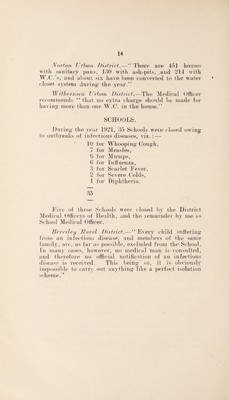 14
Norton Urban District.—"There are 451 houses
with sanitary pans, 130 with ash-pits, and 214 with
W.C.'s, and about six have been converted to the water
closet system during the year."
Withernsea Urban District.—The Medical Officer
recommends "that no extra charge should be made for
having more than one W.C. in the house."
SCHOOLS.
During the year 1921, 35 Schools were closed owing
to outbreaks of infectious diseases, viz. :—
10 for Whooping Cough,
7 for Measles,
6 for Mumps,
6 for Influenza,
3 for Scarlet Fever,
2 for Severe Colds,
1 for Diphtheria.
35
Five of these Schools were closed by the District
Medical Officers of Health, and the remainder by me as
School Medical Officer.
Beverley Rural District.—"Every child suffering
from an infectious disease, and members of the same
family, are, as far as possible, excluded from the School.
In many cases, however, no medical man is consulted,
and therefore no official notification of an infectious
disease is received. This being so, it is obviously
impossible to carry out anything like a perfect isolation
scheme."